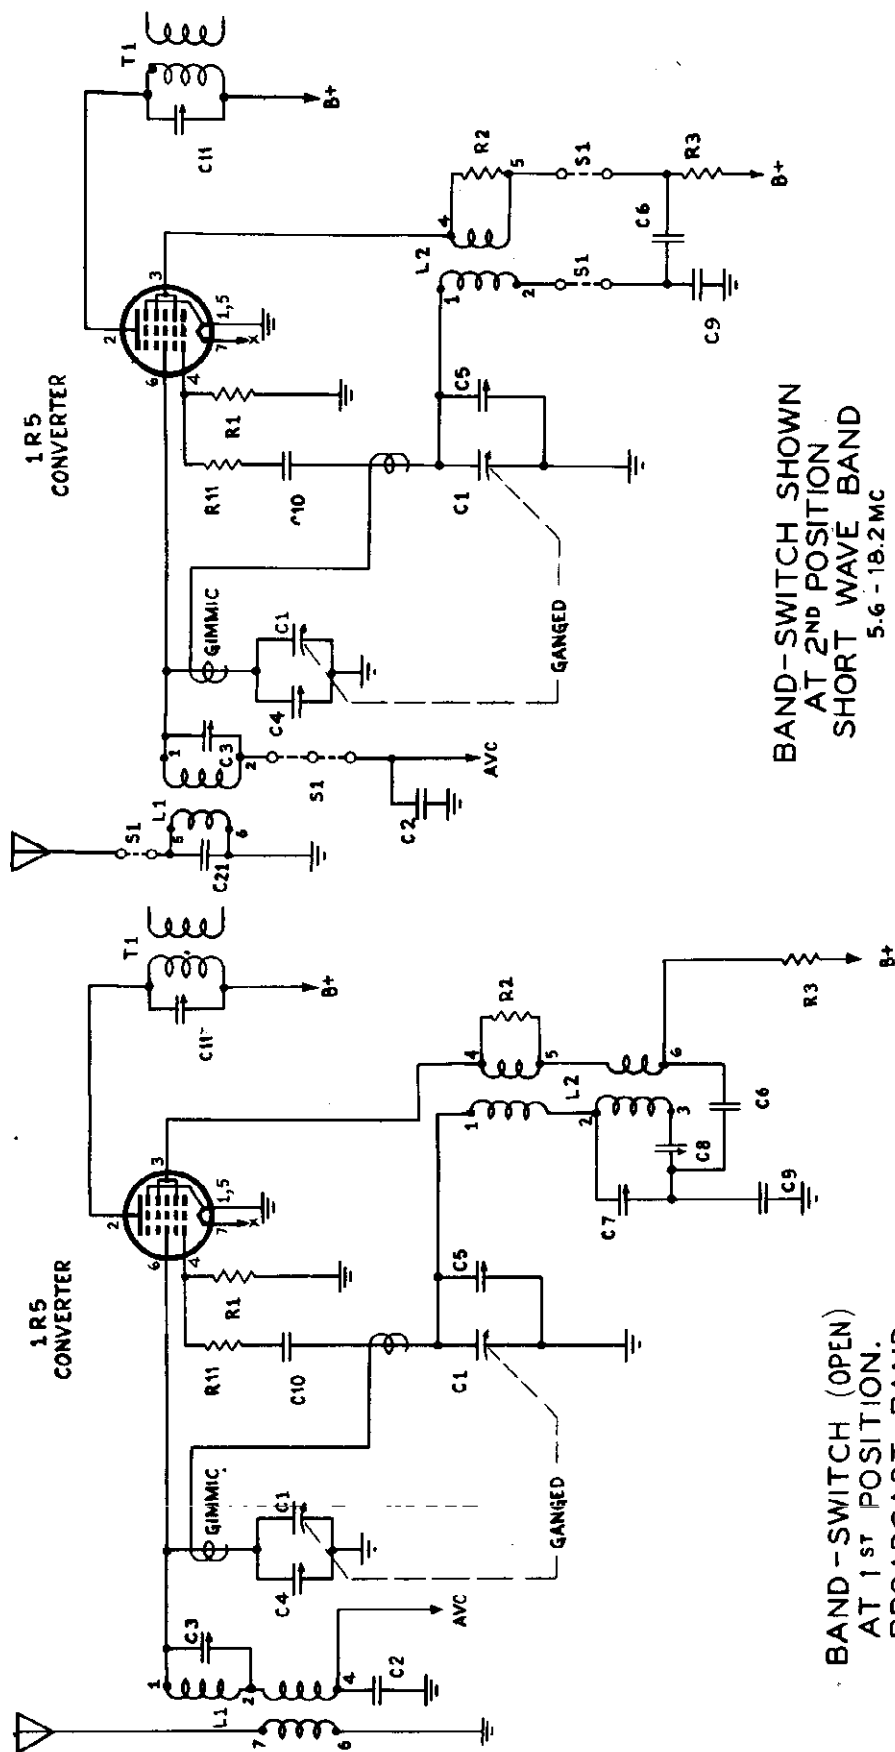 1R5
CONVERTER
T1
C11
B+
2
3
6
4
7
1,5
X
R11
R1
C10
GIMMIC
C1
C4
C3
1
2
4
L1
7
6
C2
AVC
GANGED
C1
C5
4
R2
5
1
L2
2
3
6
C7
C8
C6
C9
R3
B+
BAND-SWITCH (OPEN)
AT 1ST POSITION.
BROADCAST BAND
1R5
CONVERTER
T1
C11
B+
2
3
6
4
7
1,5
X
R11
R1
C10
GIMMIC
C1
C4
S1
L1
5
6
C21
1
C3
2
S1
C2
AVC
GANGED
C1
C5
4
R2
5
L2
1
2
S1
S1
C6
R3
C9
B+
BAND-SWITCH SHOWN
AT 2ND POSITION
SHORT WAVE BAND
5.6 - 18.2 MC